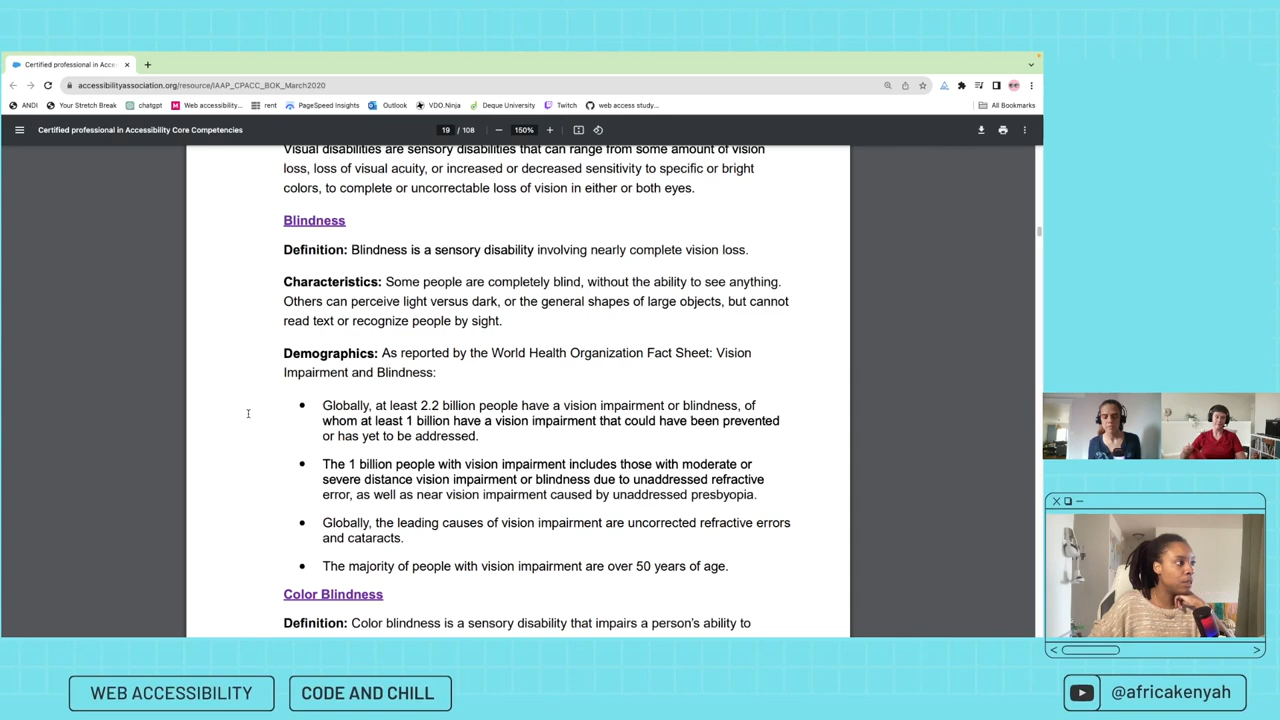 Certified professional in Acce
accessibilityassociation.org/resource/IAAP_CPACC_BOK_March2020
ANDI
Your Stretch Break
chatgpt
Web accessibility...
rent
PageSpeed Insights
Outlook
VDO.Ninja
Deque University
Twitch
web access study...
All Bookmarks
Certified professional in Accessibility Core Competencies
19 / 108
150%
Visual disabilities are sensory disabilities that can range from some amount of vision
loss, loss of visual acuity, or increased or decreased sensitivity to specific or bright
colors, to complete or uncorrectable loss of vision in either or both eyes.
Blindness
Definition: Blindness is a sensory disability involving nearly complete vision loss.
Characteristics: Some people are completely blind, without the ability to see anything.
Others can perceive light versus dark, or the general shapes of large objects, but cannot
read text or recognize people by sight.
Demographics: As reported by the World Health Organization Fact Sheet: Vision
Impairment and Blindness:
• Globally, at least 2.2 billion people have a vision impairment or blindness, of
whom at least 1 billion have a vision impairment that could have been prevented
or has yet to be addressed.
• The 1 billion people with vision impairment includes those with moderate or
severe distance vision impairment or blindness due to unaddressed refractive
error, as well as near vision impairment caused by unaddressed presbyopia.
• Globally, the leading causes of vision impairment are uncorrected refractive errors
and cataracts.
• The majority of people with vision impairment are over 50 years of age.
Color Blindness
Definition: Color blindness is a sensory disability that impairs a person's ability to
WEB ACCESSIBILITY
CODE AND CHILL
@africakenyah